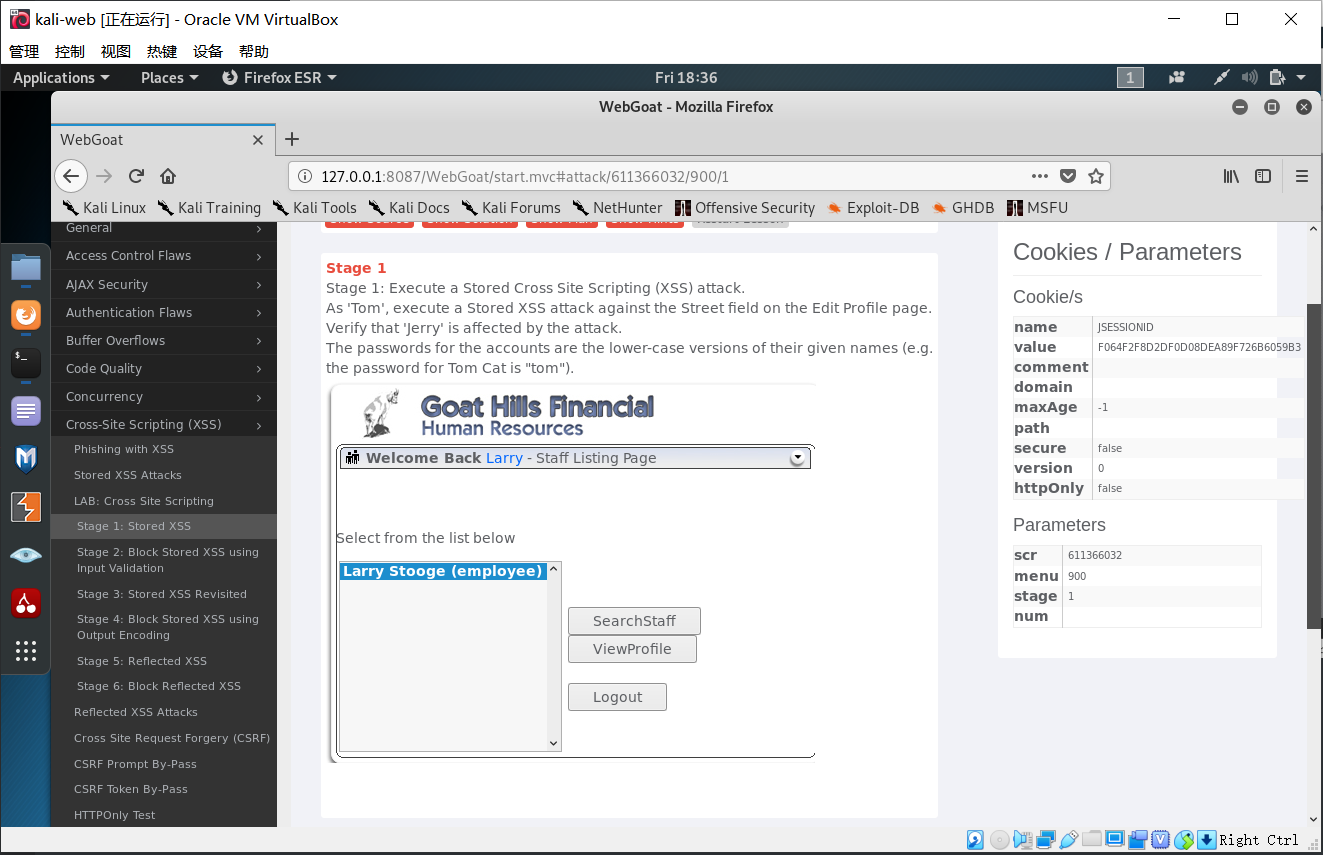 kali-web [正在运行] - Oracle VM VirtualBox
管理 控制 视图 热键 设备 帮助
Applications Places Firefox ESR Fri 18:36 1
WebGoat - Mozilla Firefox
WebGoat
127.0.0.1:8087/WebGoat/start.mvc#attack/611366032/900/1
Kali Linux Kali Training Kali Tools Kali Docs Kali Forums NetHunter Offensive Security Exploit-DB GHDB MSFU
General
Access Control Flaws
AJAX Security
Authentication Flaws
Buffer Overflows
Code Quality
Concurrency
Cross-Site Scripting (XSS)
Phishing with XSS
Stored XSS Attacks
LAB: Cross Site Scripting
Stage 1: Stored XSS
Stage 2: Block Stored XSS using
Input Validation
Stage 3: Stored XSS Revisited
Stage 4: Block Stored XSS using
Output Encoding
Stage 5: Reflected XSS
Stage 6: Block Reflected XSS
Reflected XSS Attacks
Cross Site Request Forgery (CSRF)
CSRF Prompt By-Pass
CSRF Token By-Pass
HTTPOnly Test
Stage 1
Stage 1: Execute a Stored Cross Site Scripting (XSS) attack.
As 'Tom', execute a Stored XSS attack against the Street field on the Edit Profile page.
Verify that 'Jerry' is affected by the attack.
The passwords for the accounts are the lower-case versions of their given names (e.g.
the password for Tom Cat is "tom").
Goat Hills Financial
Human Resources
Welcome Back Larry - Staff Listing Page
Select from the list below
Larry Stooge (employee)
SearchStaff
ViewProfile
Logout
Cookies / Parameters
Cookie/s
name JSESSIONID
value F064F2F8D2DF0D08DEA89F726B6059B3
comment
domain
maxAge -1
path
secure false
version 0
httpOnly false
Parameters
scr 611366032
menu 900
stage 1
num
Right Ctrl